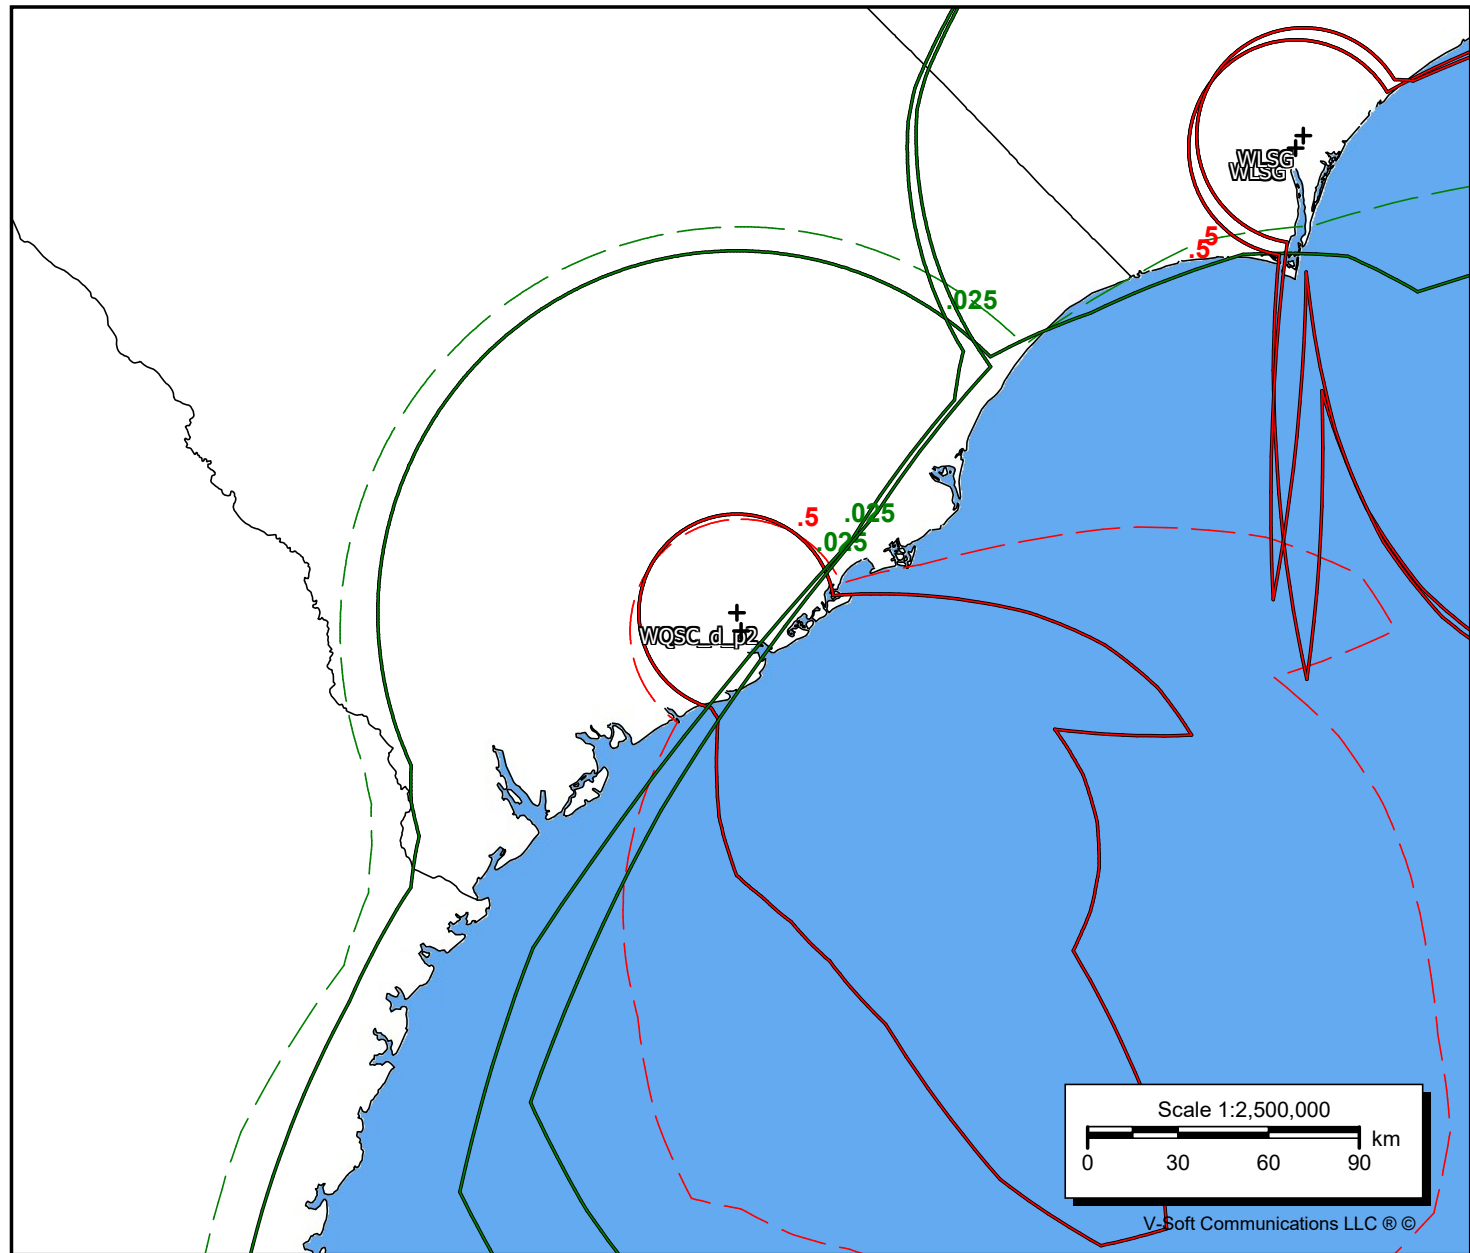 WLSG
WLSG
.5
.5
.025
.5
.025
.025
WQSC_d_p2
Scale 1:2,500,000
km
0 30 60 90
V-Soft Communications LLC ® ©